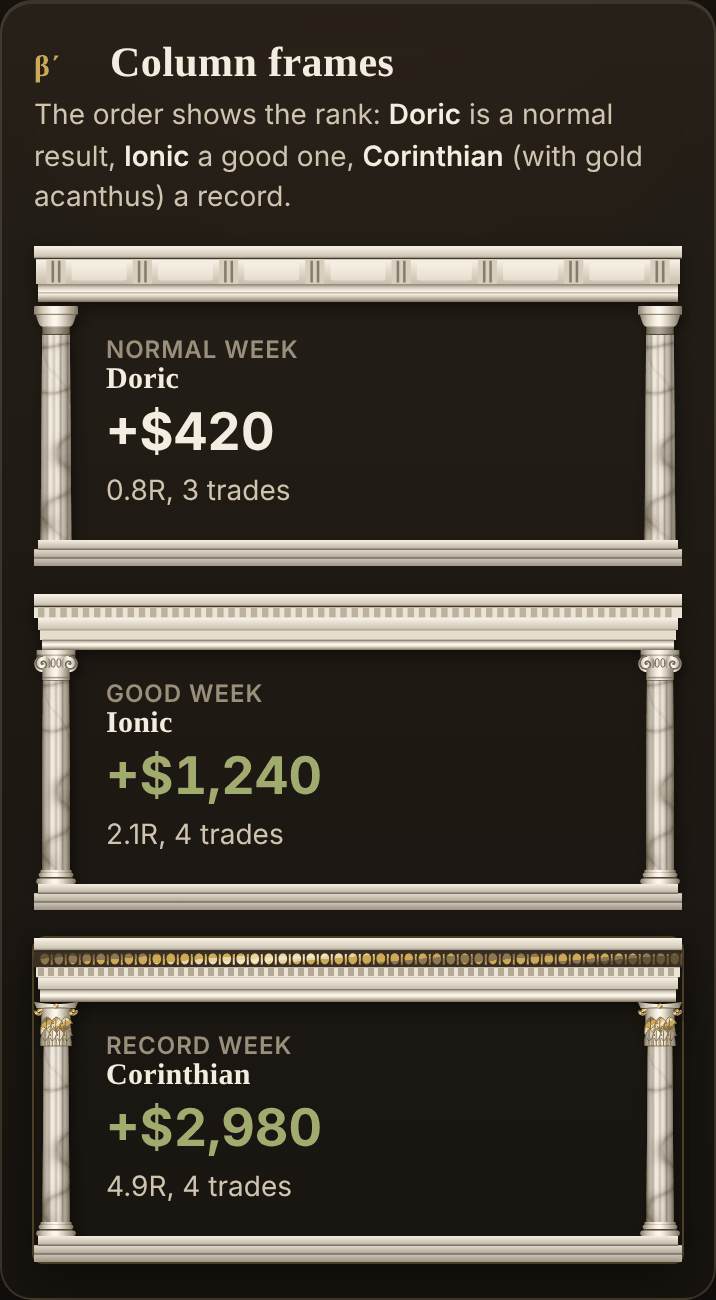 β΄ Column frames
The order shows the rank: Doric is a normal
result, Ionic a good one, Corinthian (with gold
acanthus) a record.
NORMAL WEEK
Doric
+$420
0.8R, 3 trades
GOOD WEEK
Ionic
+$1,240
2.1R, 4 trades
RECORD WEEK
Corinthian
+$2,980
4.9R, 4 trades